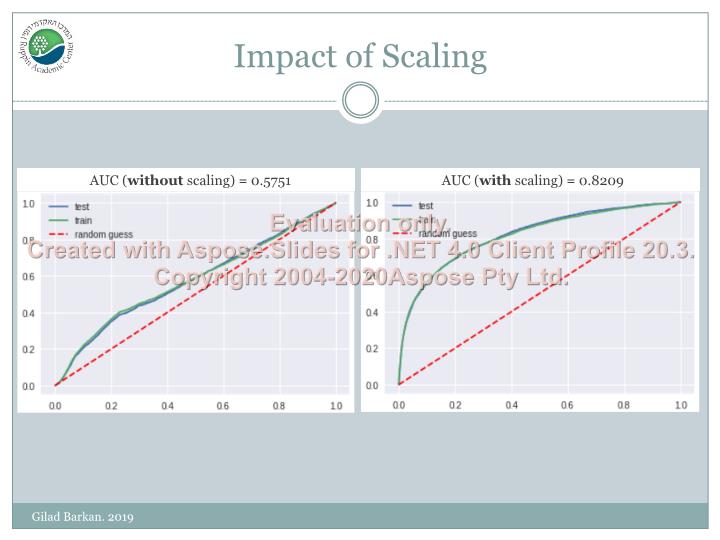 Impact of Scaling
Ruppin Academic Center
AUC (without scaling) = 0.5751
1.0
0.8
0.6
0.4
0.2
0.0
0.0 0.2 0.4 0.6 0.8 1.0
test
train
random guess
AUC (with scaling) = 0.8209
1.0
0.8
0.6
0.4
0.2
0.0
0.0 0.2 0.4 0.6 0.8 1.0
test
train
random guess
Evaluation only.
Created with Aspose.Slides for .NET 4.0 Client Profile 20.3.
Copyright 2004-2020Aspose Pty Ltd.
Gilad Barkan. 2019